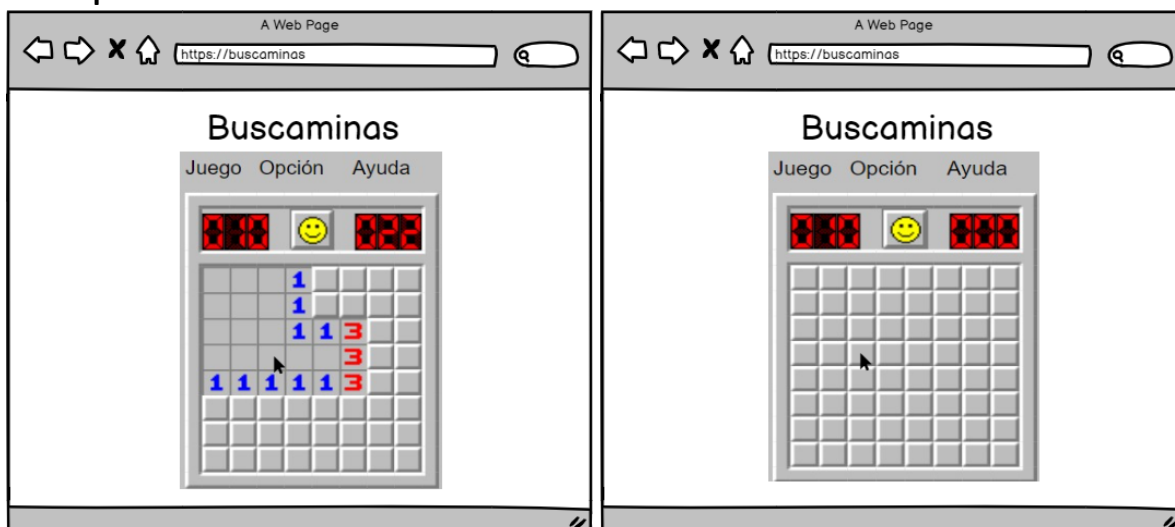 A Web Page
https://buscaminas
Buscaminas
Juego Opción Ayuda
010 022
1
1
1 1 3
3
1 1 1 1 1 3
A Web Page
https://buscaminas
Buscaminas
Juego Opción Ayuda
010 000